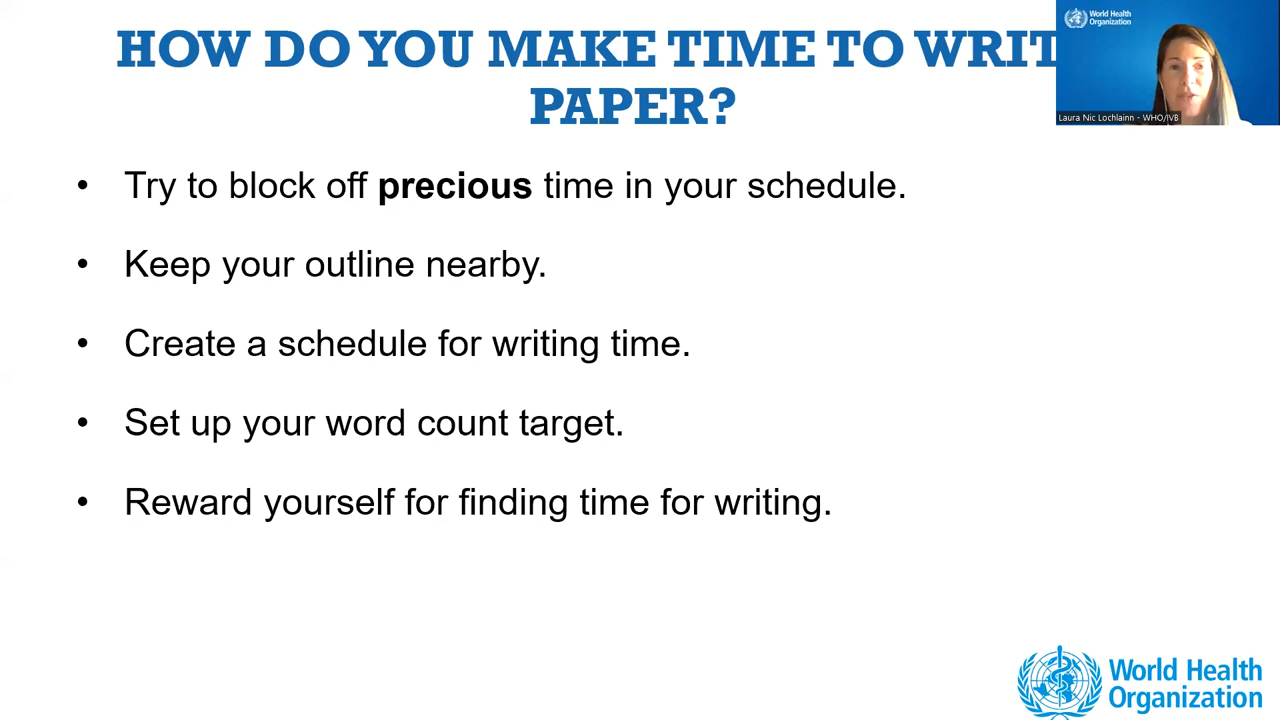 HOW DO YOU MAKE TIME TO WRIT
PAPER?
World Health
Organization
Laura Nic Lochlainn - WHO/IVB
• Try to block off precious time in your schedule.
• Keep your outline nearby.
• Create a schedule for writing time.
• Set up your word count target.
• Reward yourself for finding time for writing.
World Health
Organization